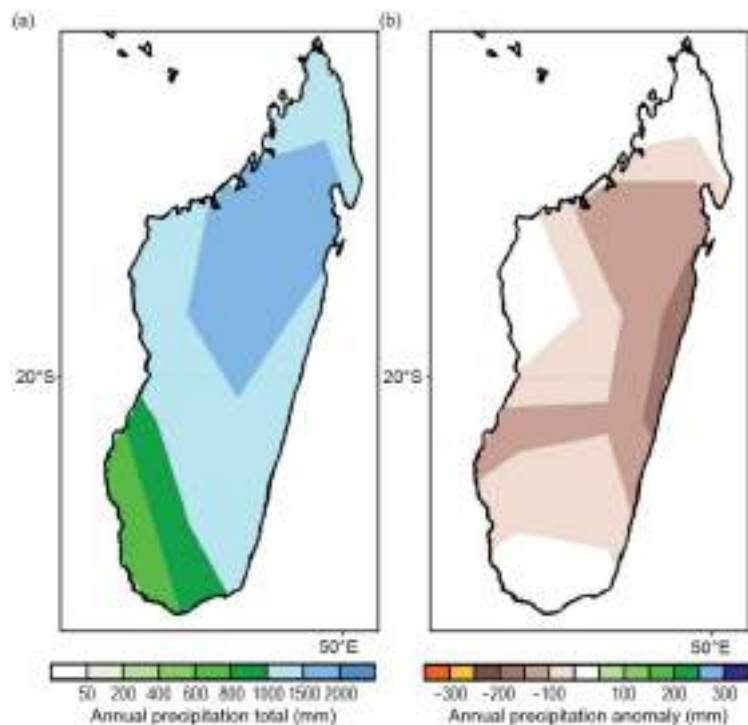 (a)
(b)
20°S
20°S
50°E
50°E
50 200 400 600 800 1000 1500 2000
−300 −200 −100 100 200 300
Annual precipitation total (mm)
Annual precipitation anomaly (mm)